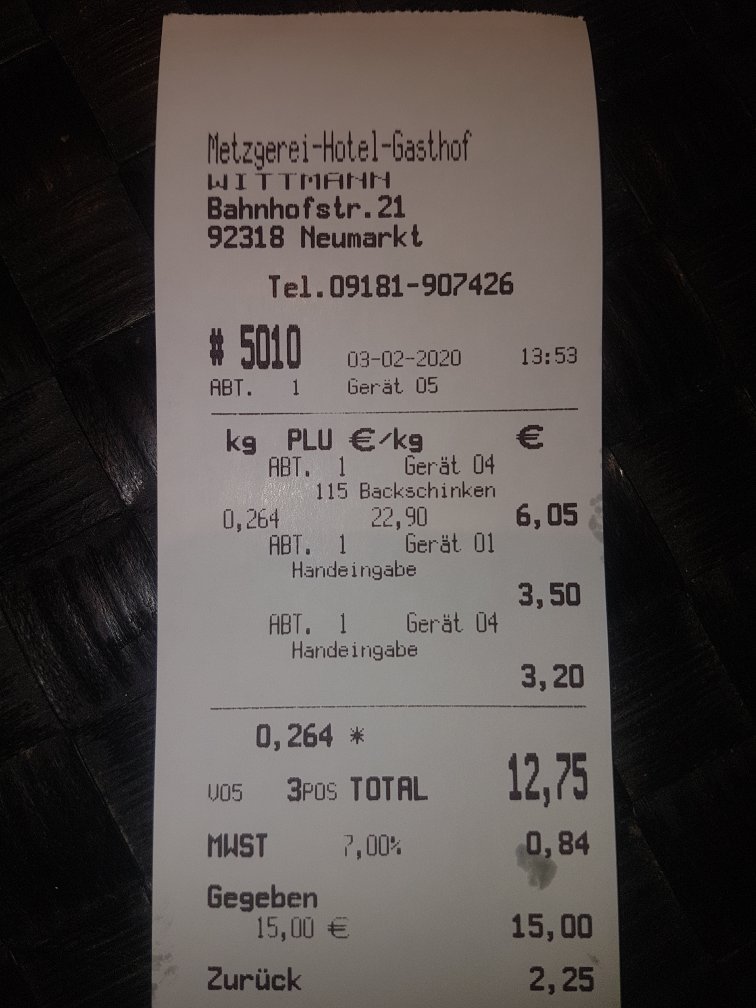 Metzgerei-Hotel-Gasthof
WITTMANN
Bahnhofstr.21
92318 Neumarkt
Tel.09181-907426
# 5010 03-02-2020 13:53
ABT. 1 Gerät 05
kg PLU €/kg €
ABT. 1 Gerät 04
115 Backschinken
0,264 22,90 6,05
ABT. 1 Gerät 01
Handeingabe
3,50
ABT. 1 Gerät 04
Handeingabe
3,20
0,264 *
V05 3POS TOTAL 12,75
MWST 7,00% 0,84
Gegeben
15,00 € 15,00
Zurück 2,25